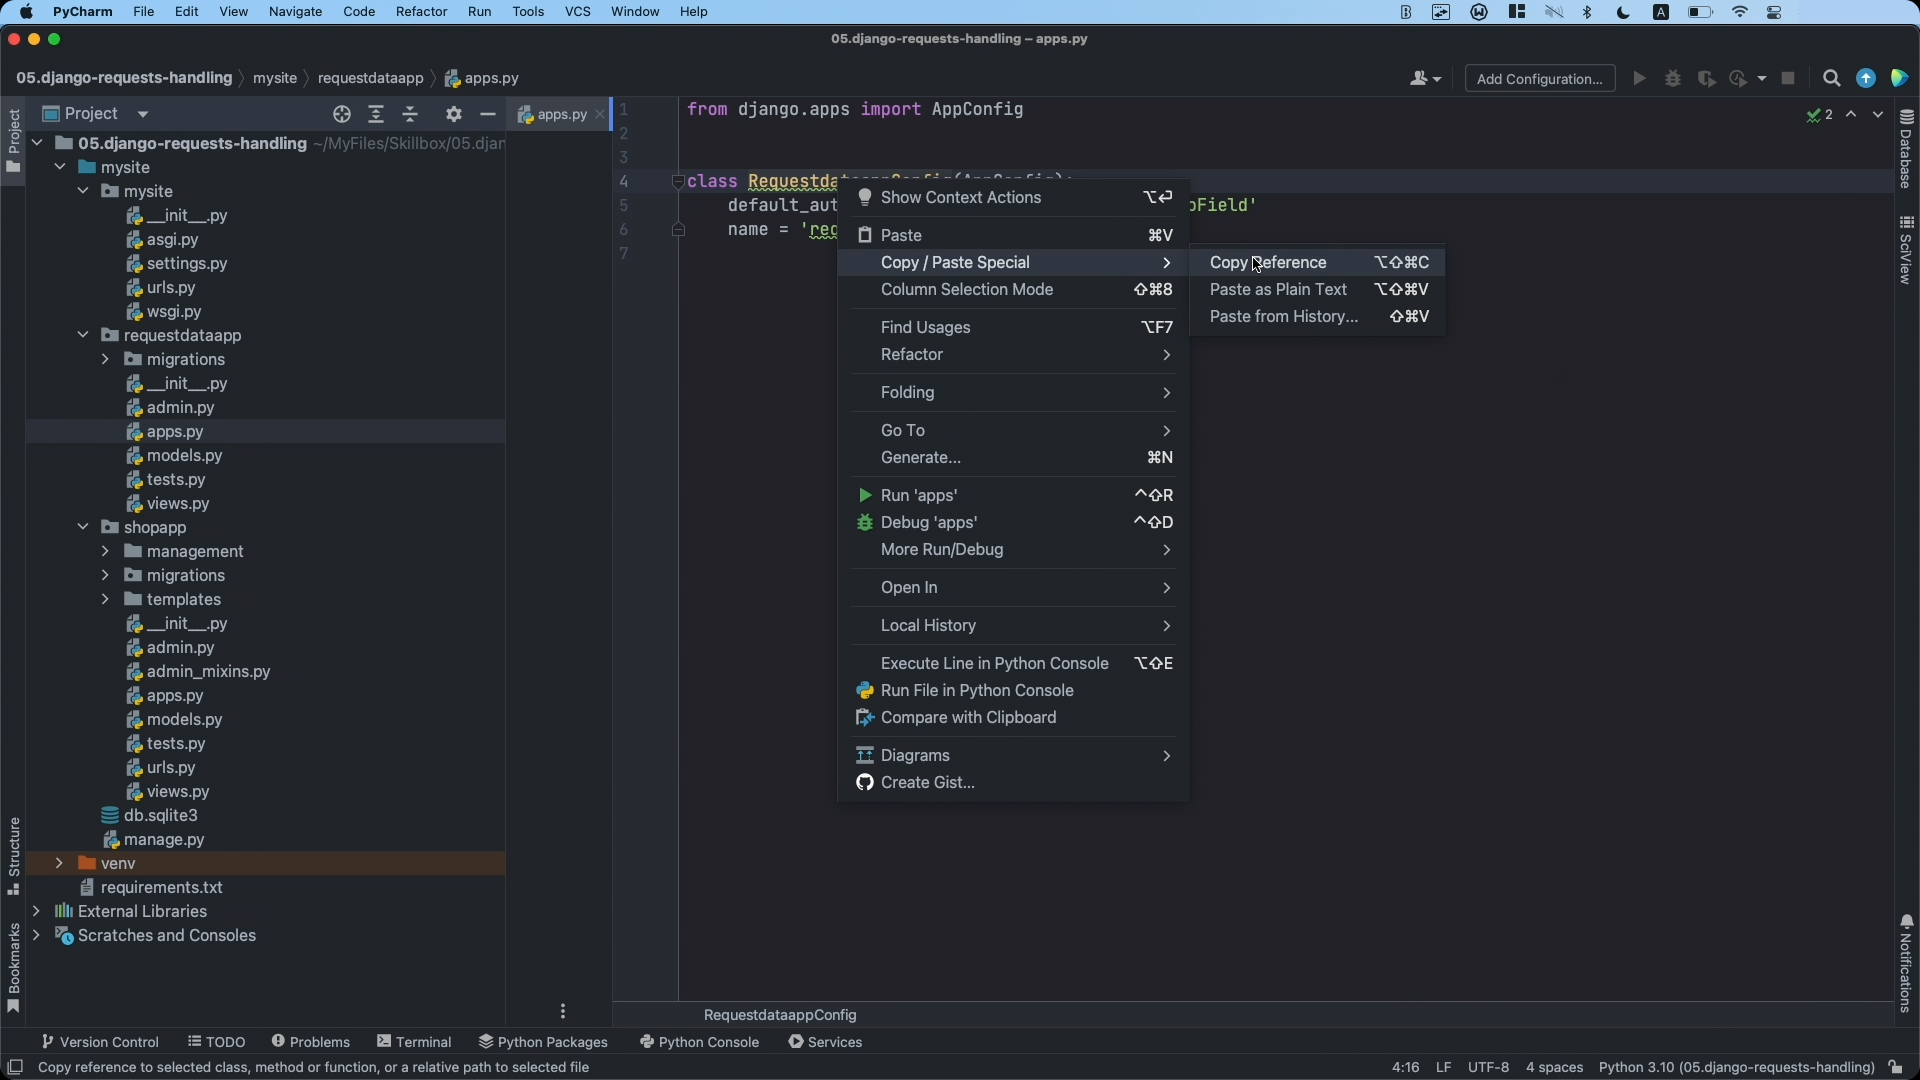 PyCharm File Edit View Navigate Code Refactor Run Tools VCS Window Help
05.django-requests-handling – apps.py
05.django-requests-handling mysite requestdataapp apps.py
Add Configuration...
Project
apps.py
05.django-requests-handling ~/MyFiles/Skillbox/05.djan
mysite
mysite
__init__.py
asgi.py
settings.py
urls.py
wsgi.py
requestdataapp
migrations
__init__.py
admin.py
apps.py
models.py
tests.py
views.py
shopapp
management
migrations
templates
__init__.py
admin.py
admin_mixins.py
apps.py
models.py
tests.py
urls.py
views.py
db.sqlite3
manage.py
venv
requirements.txt
External Libraries
Scratches and Consoles
1 from django.apps import AppConfig
2
3
4 class RequestdataappConfig(AppConfig):
5 default_aut oField'
6 name = 'req
7
2
Show Context Actions ⌥↩
Paste ⌘V
Copy / Paste Special
Column Selection Mode ⇧⌘8
Find Usages ⌥F7
Refactor
Folding
Go To
Generate... ⌘N
Run 'apps' ^⇧R
Debug 'apps' ^⇧D
More Run/Debug
Open In
Local History
Execute Line in Python Console ⌥⇧E
Run File in Python Console
Compare with Clipboard
Diagrams
Create Gist...
Copy Reference ⌥⇧⌘C
Paste as Plain Text ⌥⇧⌘V
Paste from History... ⇧⌘V
Project
Structure
Bookmarks
Database
SciView
Notifications
RequestdataappConfig
Version Control TODO Problems Terminal Python Packages Python Console Services
Copy reference to selected class, method or function, or a relative path to selected file
4:16 LF UTF-8 4 spaces Python 3.10 (05.django-requests-handling)